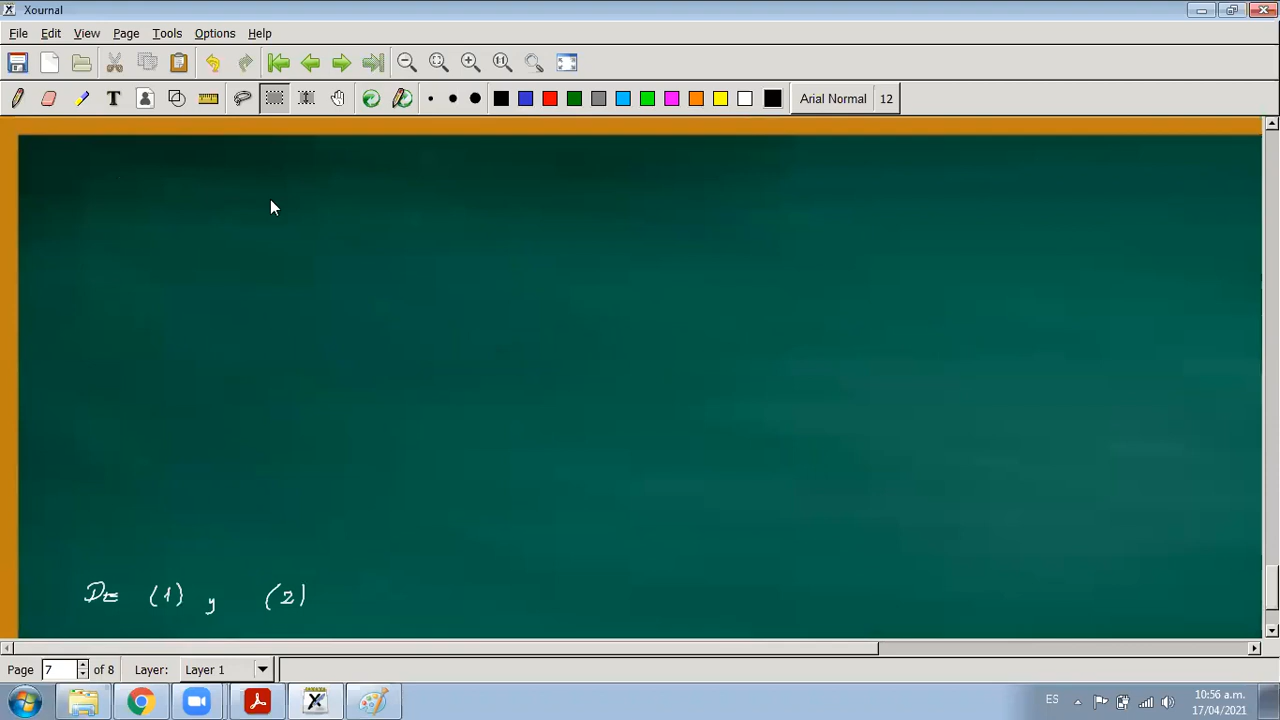 Xournal
File Edit View Page Tools Options Help
Arial Normal 12
De (1) y (2)
Page 7 of 8 Layer: Layer 1
ES 10:56 a.m.
17/04/2021